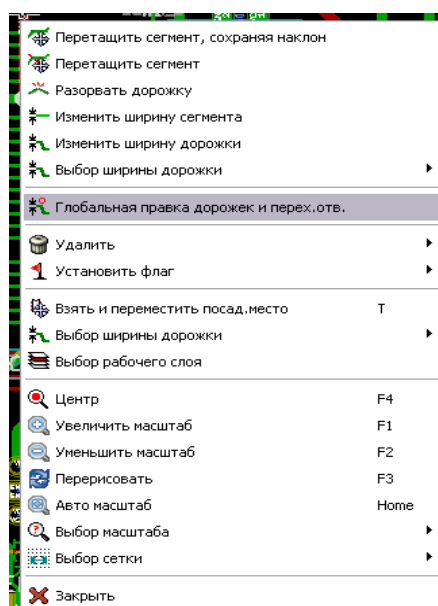 Перетащить сегмент, сохраняя наклон
Перетащить сегмент
Разорвать дорожку
Изменить ширину сегмента
Изменить ширину дорожки
Выбор ширины дорожки
Глобальная правка дорожек и перех.отв.
Удалить
Установить флаг
Взять и переместить посад.место T
Выбор ширины дорожки
Выбор рабочего слоя
Центр F4
Увеличить масштаб F1
Уменьшить масштаб F2
Перерисовать F3
Авто масштаб Home
Выбор масштаба
Выбор сетки
Закрыть